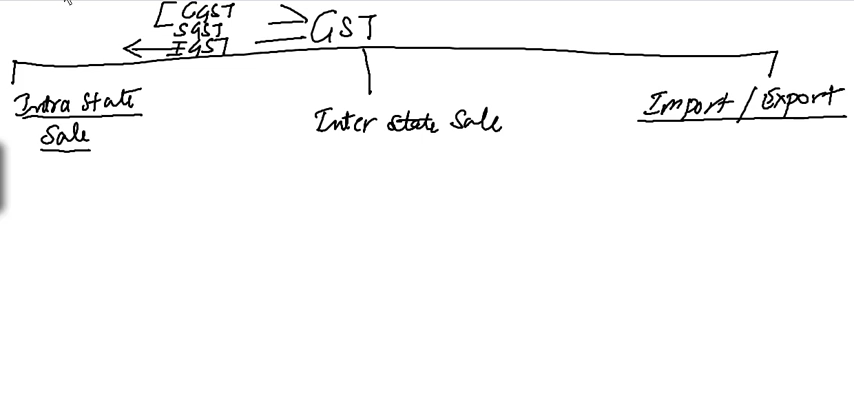 CGST
SGST
IGST
GST
Intra State
Sale
Inter state Sale
Import / Export